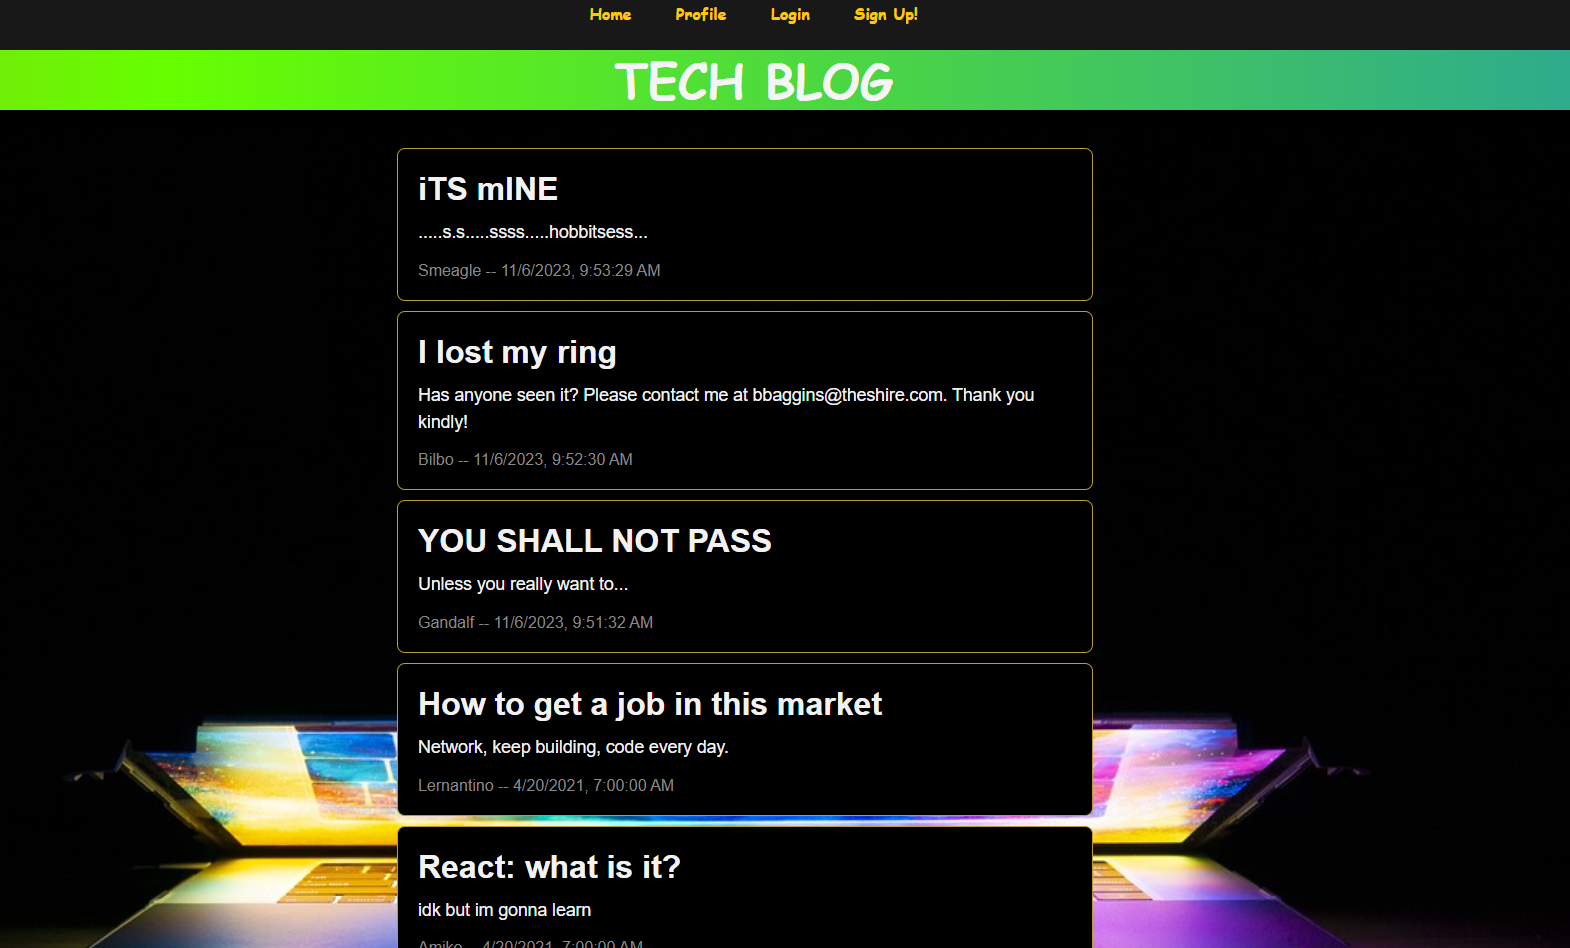 Home Profile Login Sign Up!
TECH BLOG
iTS mINE
.....s.s.....ssss.....hobbitsess...
Smeagle -- 11/6/2023, 9:53:29 AM
I lost my ring
Has anyone seen it? Please contact me at bbaggins@theshire.com. Thank you
kindly!
Bilbo -- 11/6/2023, 9:52:30 AM
YOU SHALL NOT PASS
Unless you really want to...
Gandalf -- 11/6/2023, 9:51:32 AM
How to get a job in this market
Network, keep building, code every day.
Lernantino -- 4/20/2021, 7:00:00 AM
React: what is it?
idk but im gonna learn
Amiko -- 4/20/2021, 7:00:00 AM